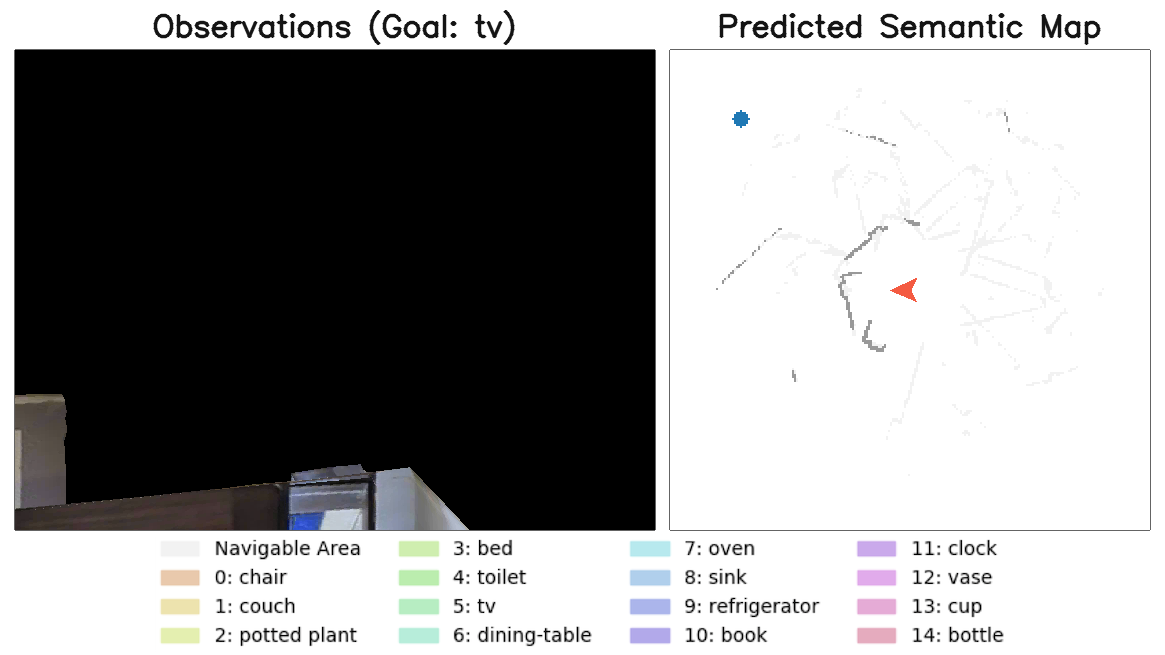 Observations (Goal: tv)
Predicted Semantic Map
Navigable Area
0: chair
1: couch
2: potted plant
3: bed
4: toilet
5: tv
6: dining-table
7: oven
8: sink
9: refrigerator
10: book
11: clock
12: vase
13: cup
14: bottle